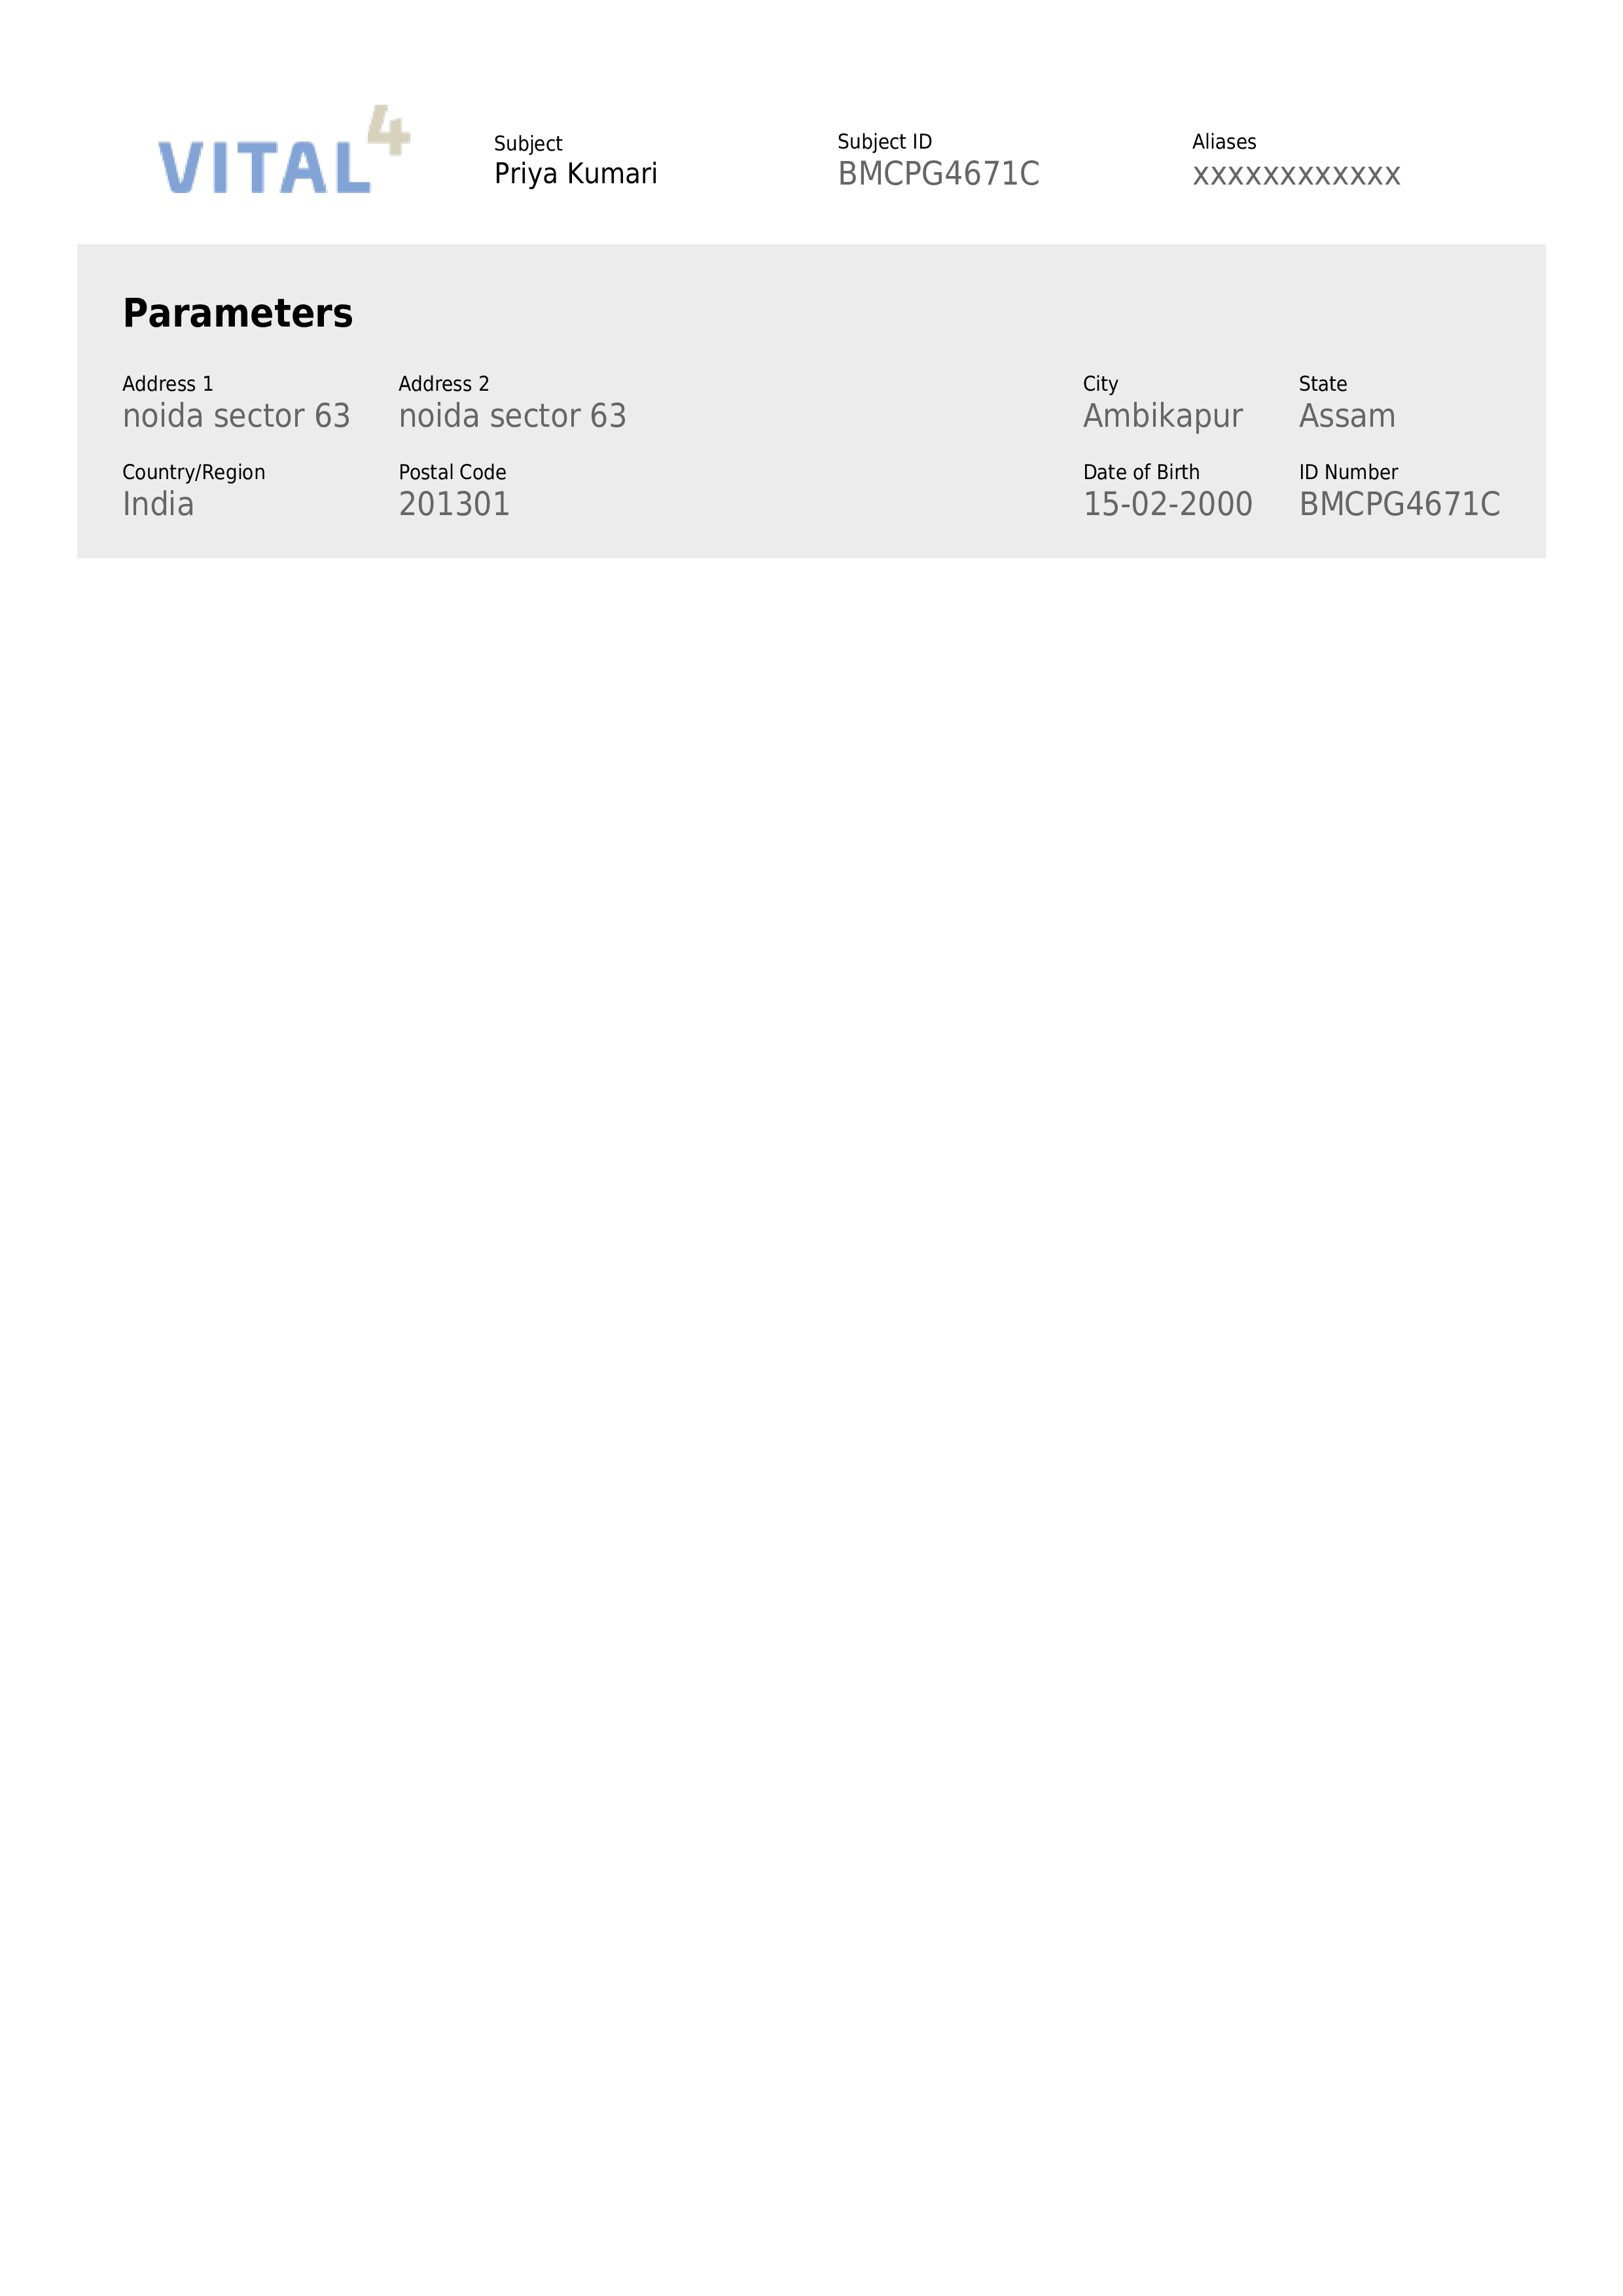 VITAL4
Subject Subject ID Aliases
Priya Kumari BMCPG4671C xxxxxxxxxxxx
Parameters
Address 1 Address 2 City State
noida sector 63 noida sector 63 Ambikapur Assam
Country/Region Postal Code Date of Birth ID Number
India 201301 15-02-2000 BMCPG4671C